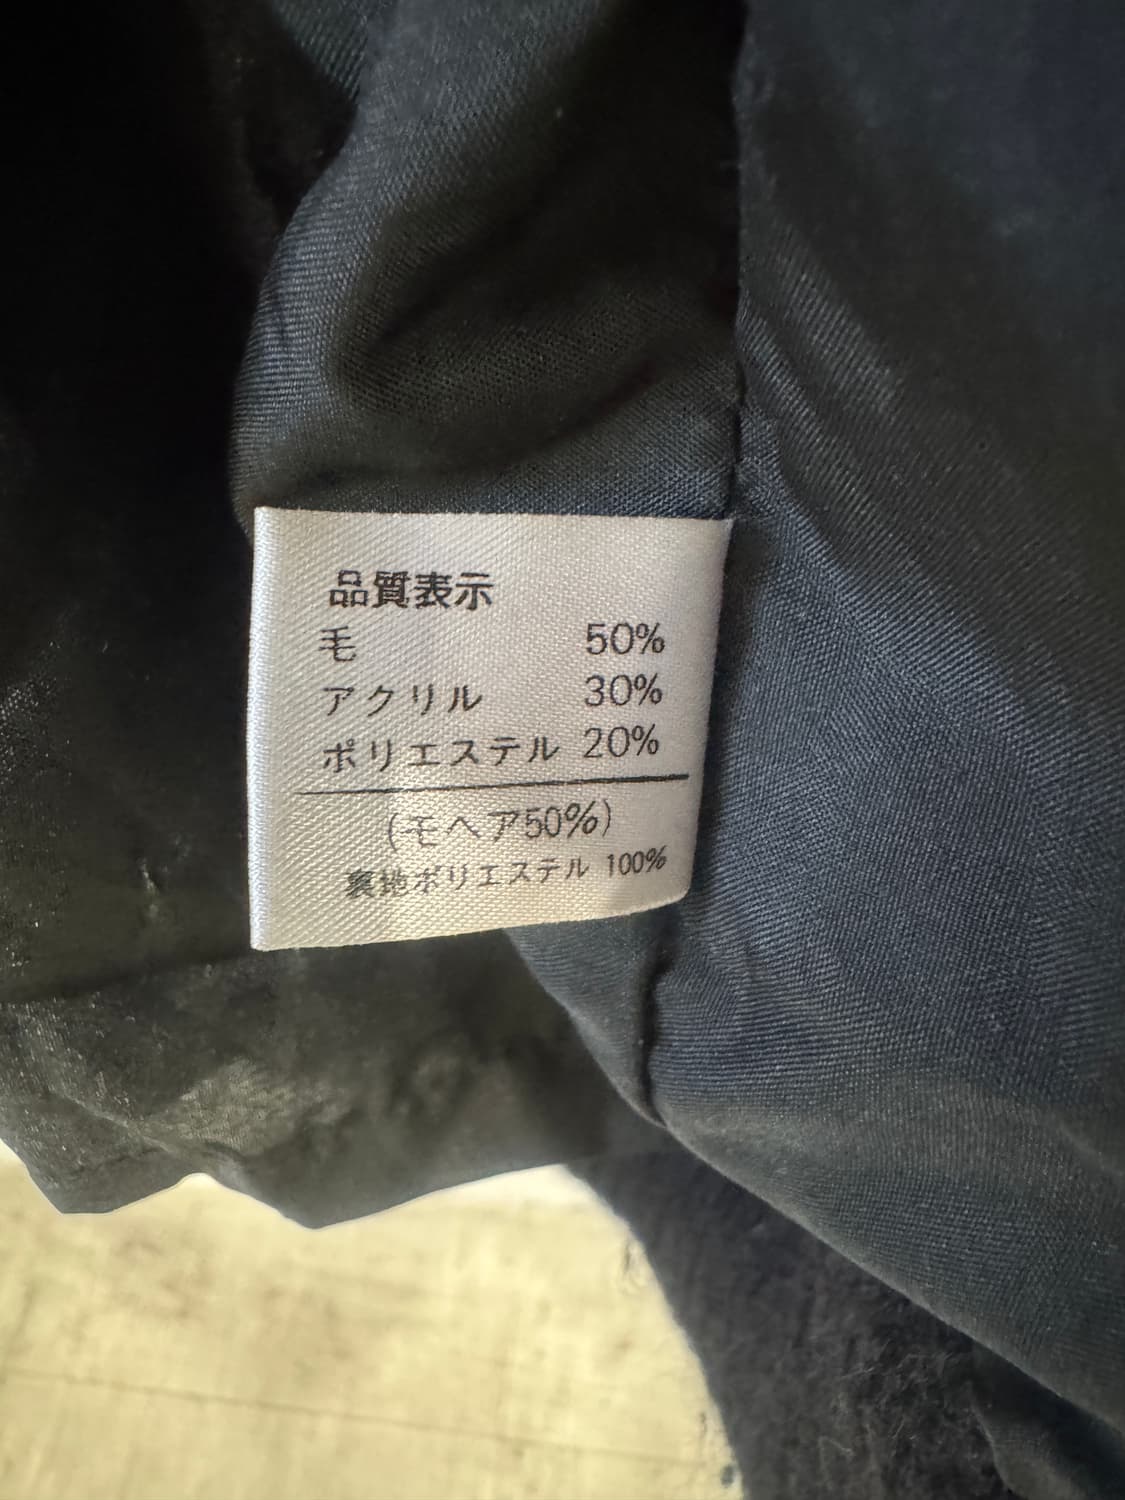 品質表示
毛 50%
アクリル 30%
ポリエステル 20%
(モヘア50%)
裏地ポリエステル 100%